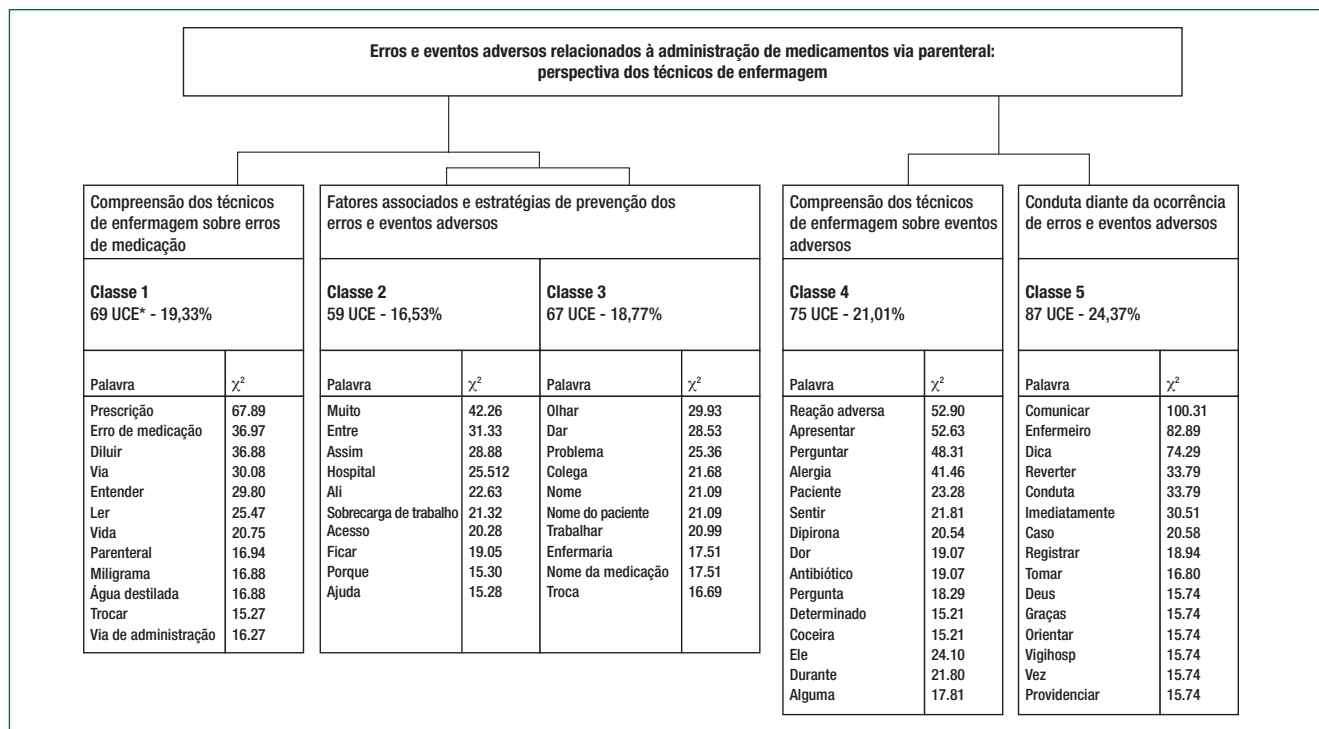 Erros e eventos adversos relacionados à administração de medicamentos via parenteral:
perspectiva dos técnicos de enfermagem
Compreensão dos técnicos
de enfermagem sobre erros
de medicação
Classe 1
69 UCE* - 19,33%
Palavra χ²
Prescrição 67.89
Erro de medicação 36.97
Diluir 36.88
Via 30.08
Entender 29.80
Ler 25.47
Vida 20.75
Parenteral 16.94
Miligrama 16.88
Água destilada 16.88
Trocar 15.27
Via de administração 16.27
Fatores associados e estratégias de prevenção dos
erros e eventos adversos
Classe 2
59 UCE - 16,53%
Palavra χ²
Muito 42.26
Entre 31.33
Assim 28.88
Hospital 25.512
Ali 22.63
Sobrecarga de trabalho 21.32
Acesso 20.28
Ficar 19.05
Porque 15.30
Ajuda 15.28
Classe 3
67 UCE - 18,77%
Palavra χ²
Olhar 29.93
Dar 28.53
Problema 25.36
Colega 21.68
Nome 21.09
Nome do paciente 21.09
Trabalhar 20.99
Enfermaria 17.51
Nome da medicação 17.51
Troca 16.69
Compreensão dos técnicos
de enfermagem sobre eventos
adversos
Classe 4
75 UCE - 21,01%
Palavra χ²
Reação adversa 52.90
Apresentar 52.63
Perguntar 48.31
Alergia 41.46
Paciente 23.28
Sentir 21.81
Dipirona 20.54
Dor 19.07
Antibiótico 19.07
Pergunta 18.29
Determinado 15.21
Coceira 15.21
Ele 24.10
Durante 21.80
Alguma 17.81
Conduta diante da ocorrência
de erros e eventos adversos
Classe 5
87 UCE - 24,37%
Palavra χ²
Comunicar 100.31
Enfermeiro 82.89
Dica 74.29
Reverter 33.79
Conduta 33.79
Imediatamente 30.51
Caso 20.58
Registrar 18.94
Tomar 16.80
Deus 15.74
Graças 15.74
Orientar 15.74
Vigihosp 15.74
Vez 15.74
Providenciar 15.74